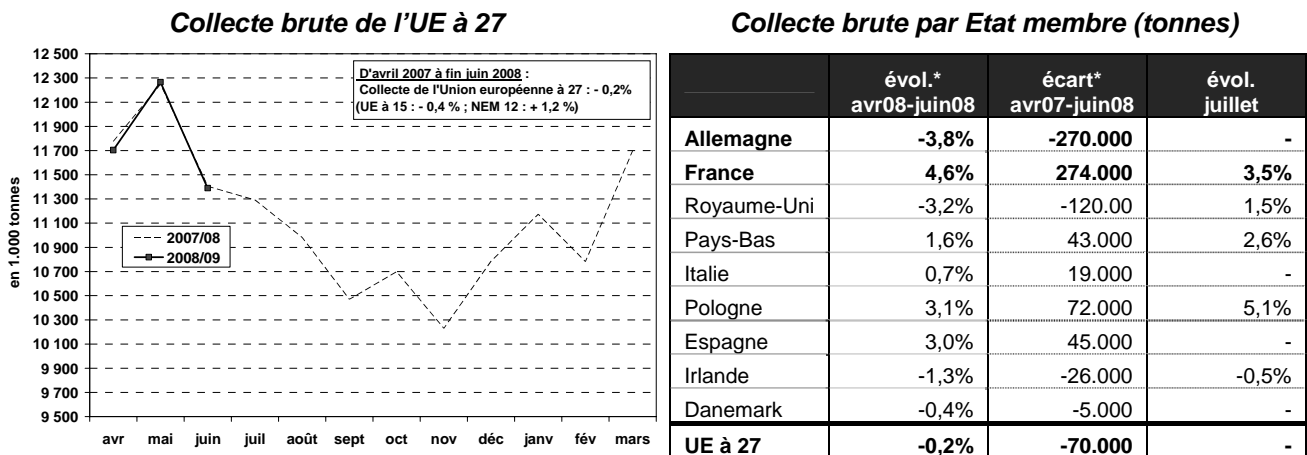 Collecte brute de l'UE à 27
12 500
12 300
12 100
11 900
11 700
11 500
11 300
11 100
10 900
10 700
10 500
10 300
10 100
9 900
9 700
9 500
en 1.000 tonnes
D'avril 2007 à fin juin 2008 :
Collecte de l'Union européenne à 27 : - 0,2%
(UE à 15 : - 0,4 % ; NEM 12 : + 1,2 %)
2007/08
2008/09
avr mai juin juil août sept oct nov déc janv fév mars
Collecte brute par Etat membre (tonnes)
évol.* écart* évol.
avr08-juin08 avr07-juin08 juillet
Allemagne -3,8% -270.000 -
France 4,6% 274.000 3,5%
Royaume-Uni -3,2% -120.00 1,5%
Pays-Bas 1,6% 43.000 2,6%
Italie 0,7% 19.000 -
Pologne 3,1% 72.000 5,1%
Espagne 3,0% 45.000 -
Irlande -1,3% -26.000 -0,5%
Danemark -0,4% -5.000 -
UE à 27 -0,2% -70.000 -